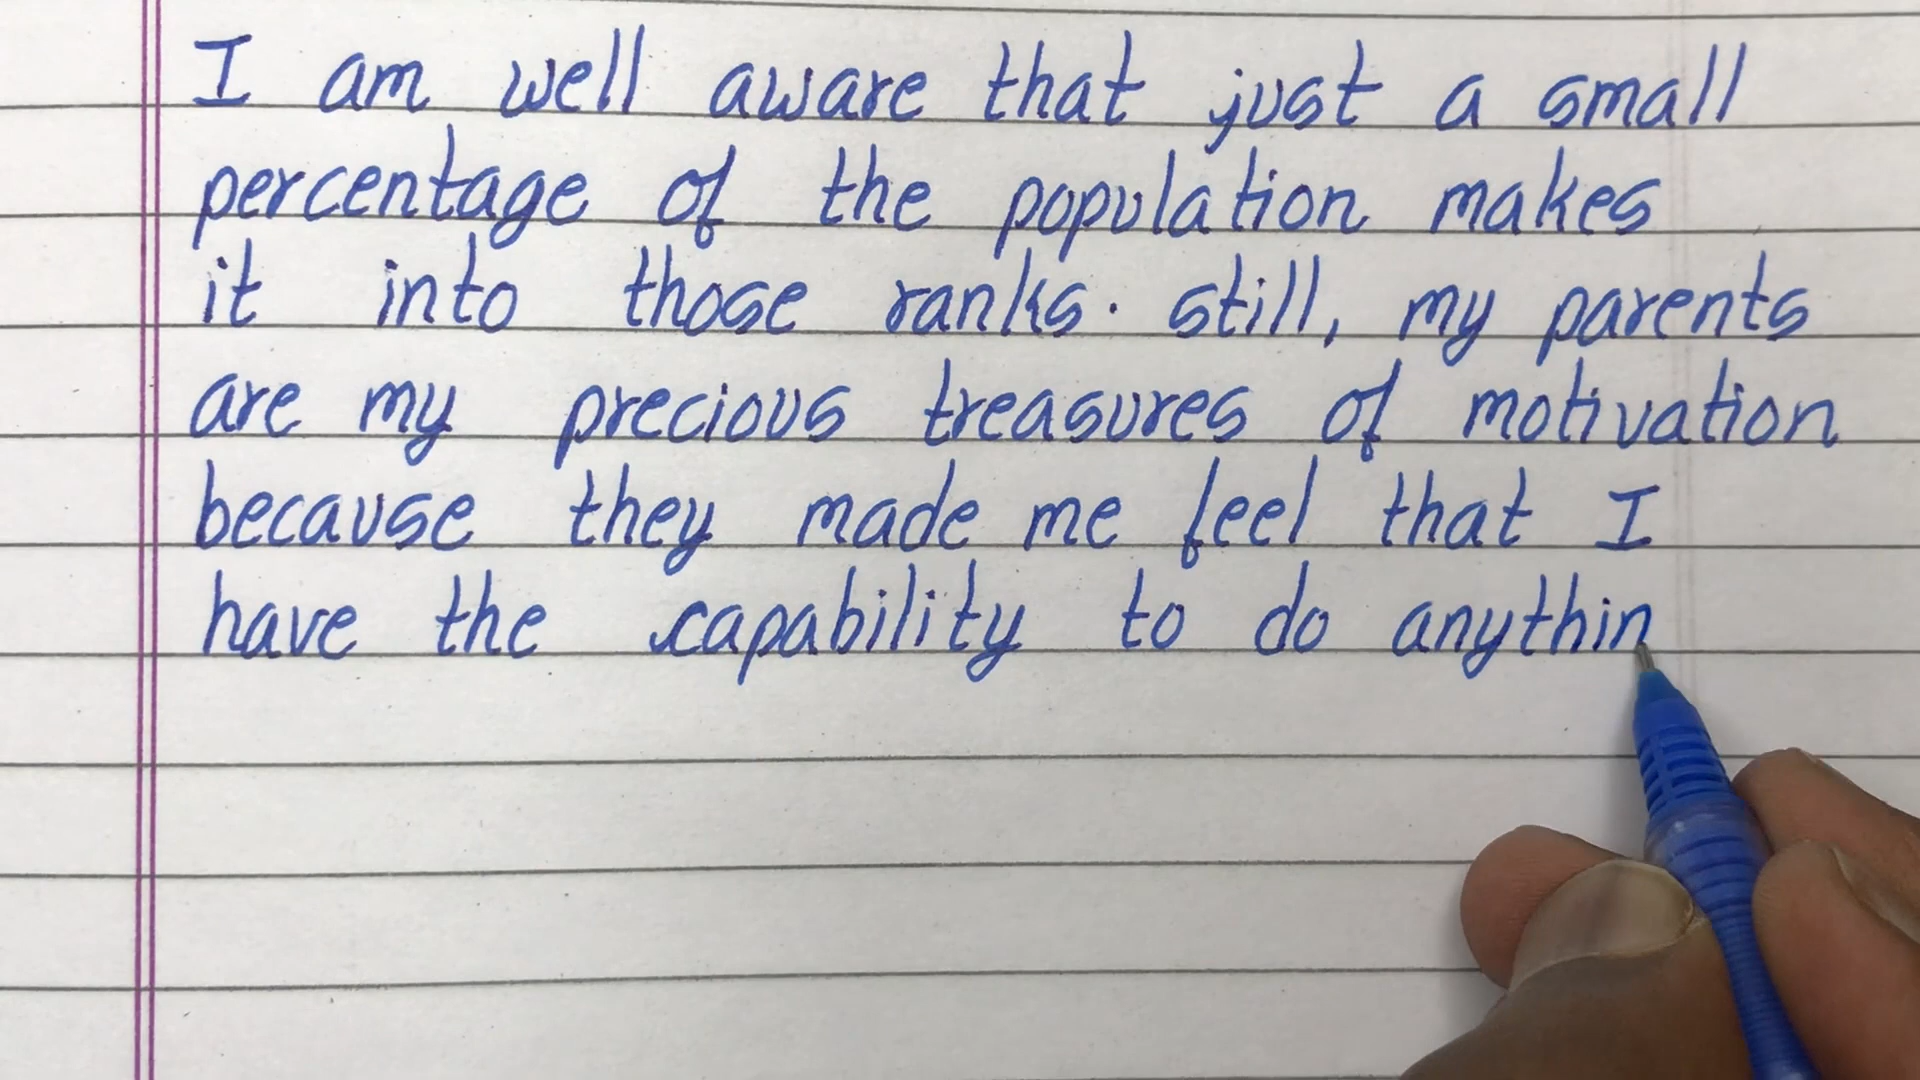 I am well aware that just a small
percentage of the population makes
it into those ranks. still, my parents
are my precious treasures of motivation
because they made me feel that I
have the capability to do anythin